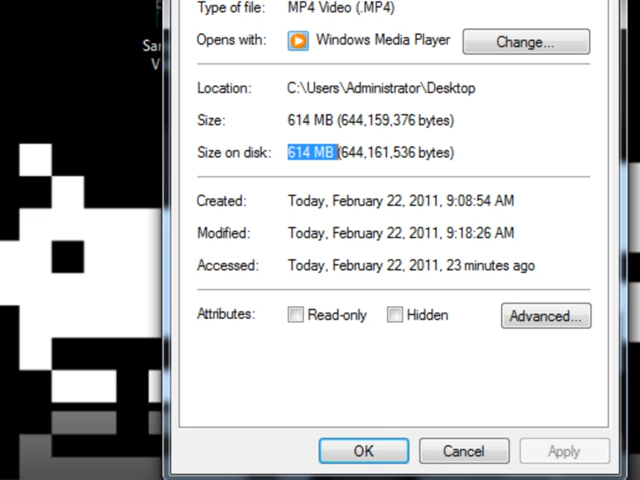 Type of file: MP4 Video (.MP4)
Opens with: Windows Media Player Change...
Location: C:\Users\Administrator\Desktop
Size: 614 MB (644,159,376 bytes)
Size on disk: 614 MB (644,161,536 bytes)
Created: Today, February 22, 2011, 9:08:54 AM
Modified: Today, February 22, 2011, 9:18:26 AM
Accessed: Today, February 22, 2011, 23 minutes ago
Attributes: Read-only Hidden Advanced...
OK Cancel Apply